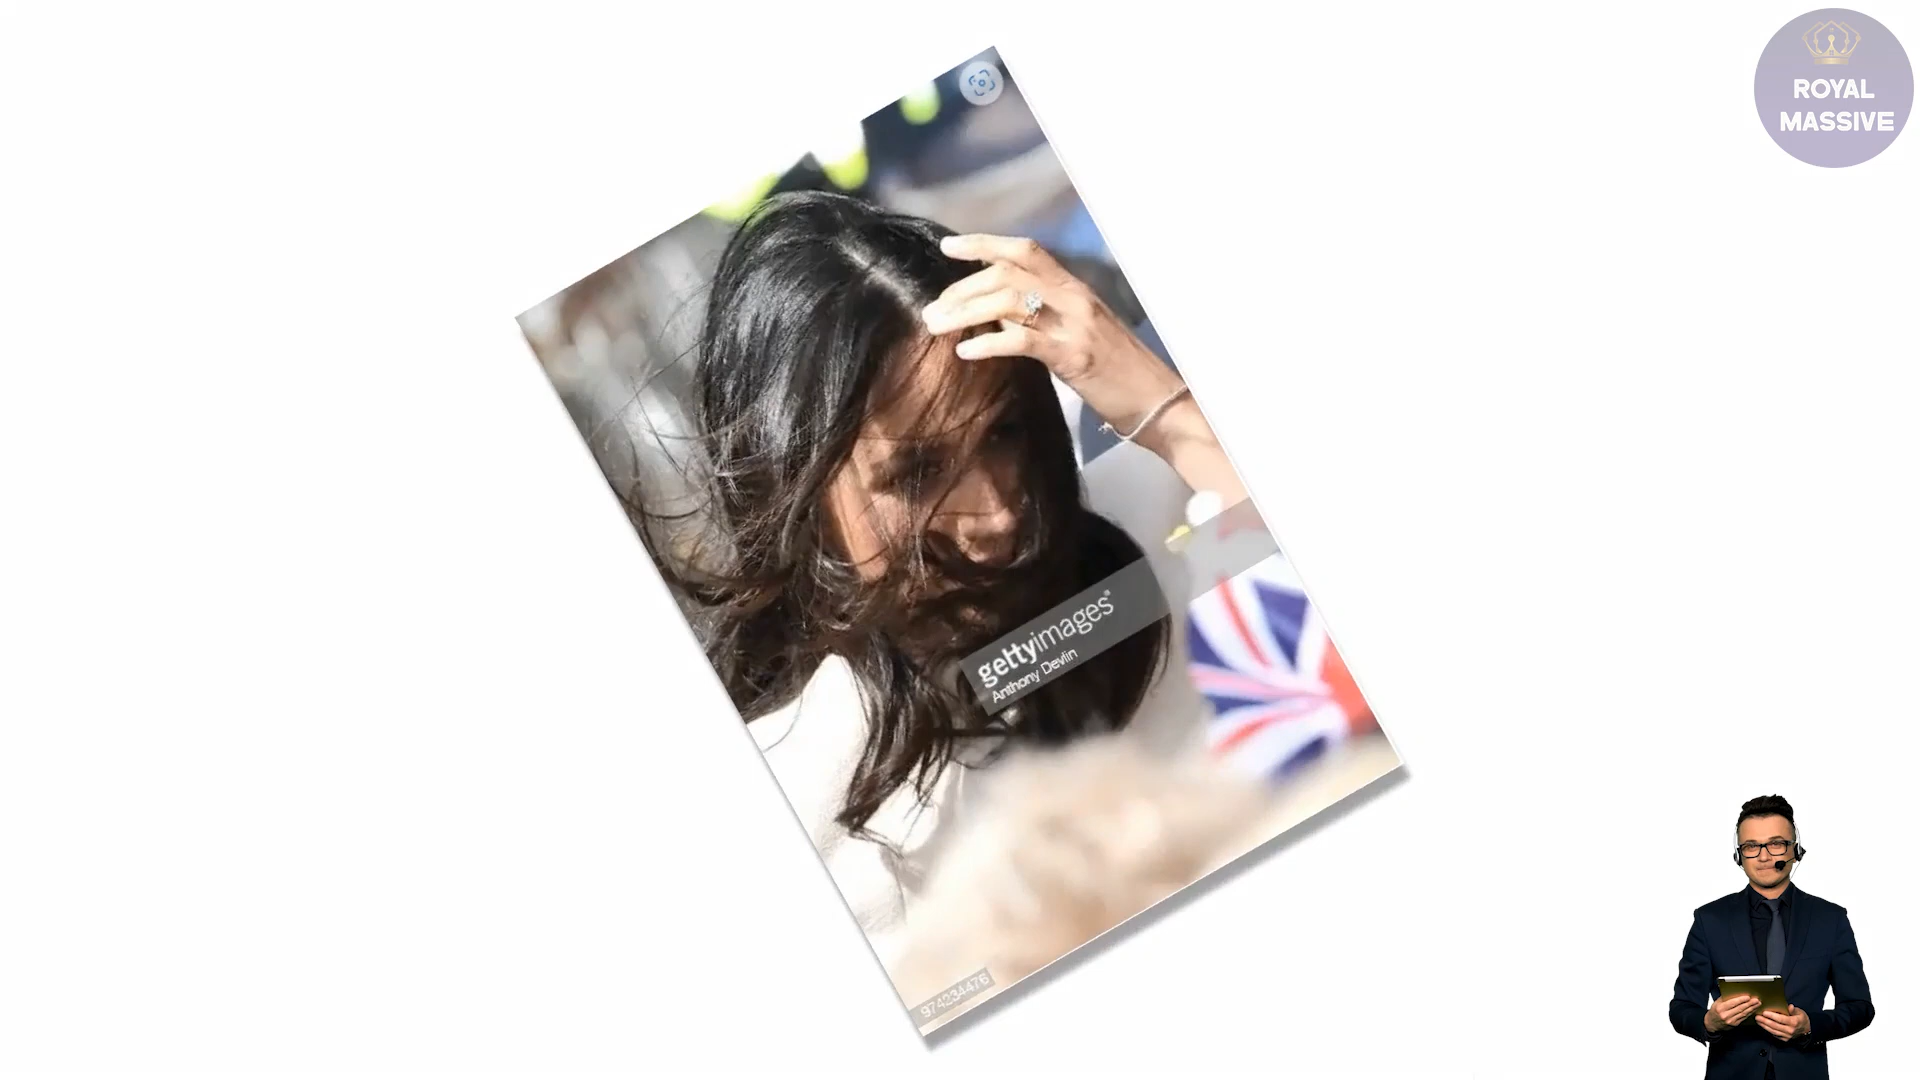 ROYAL
MASSIVE
gettyimages®
Anthony Devlin
974234476